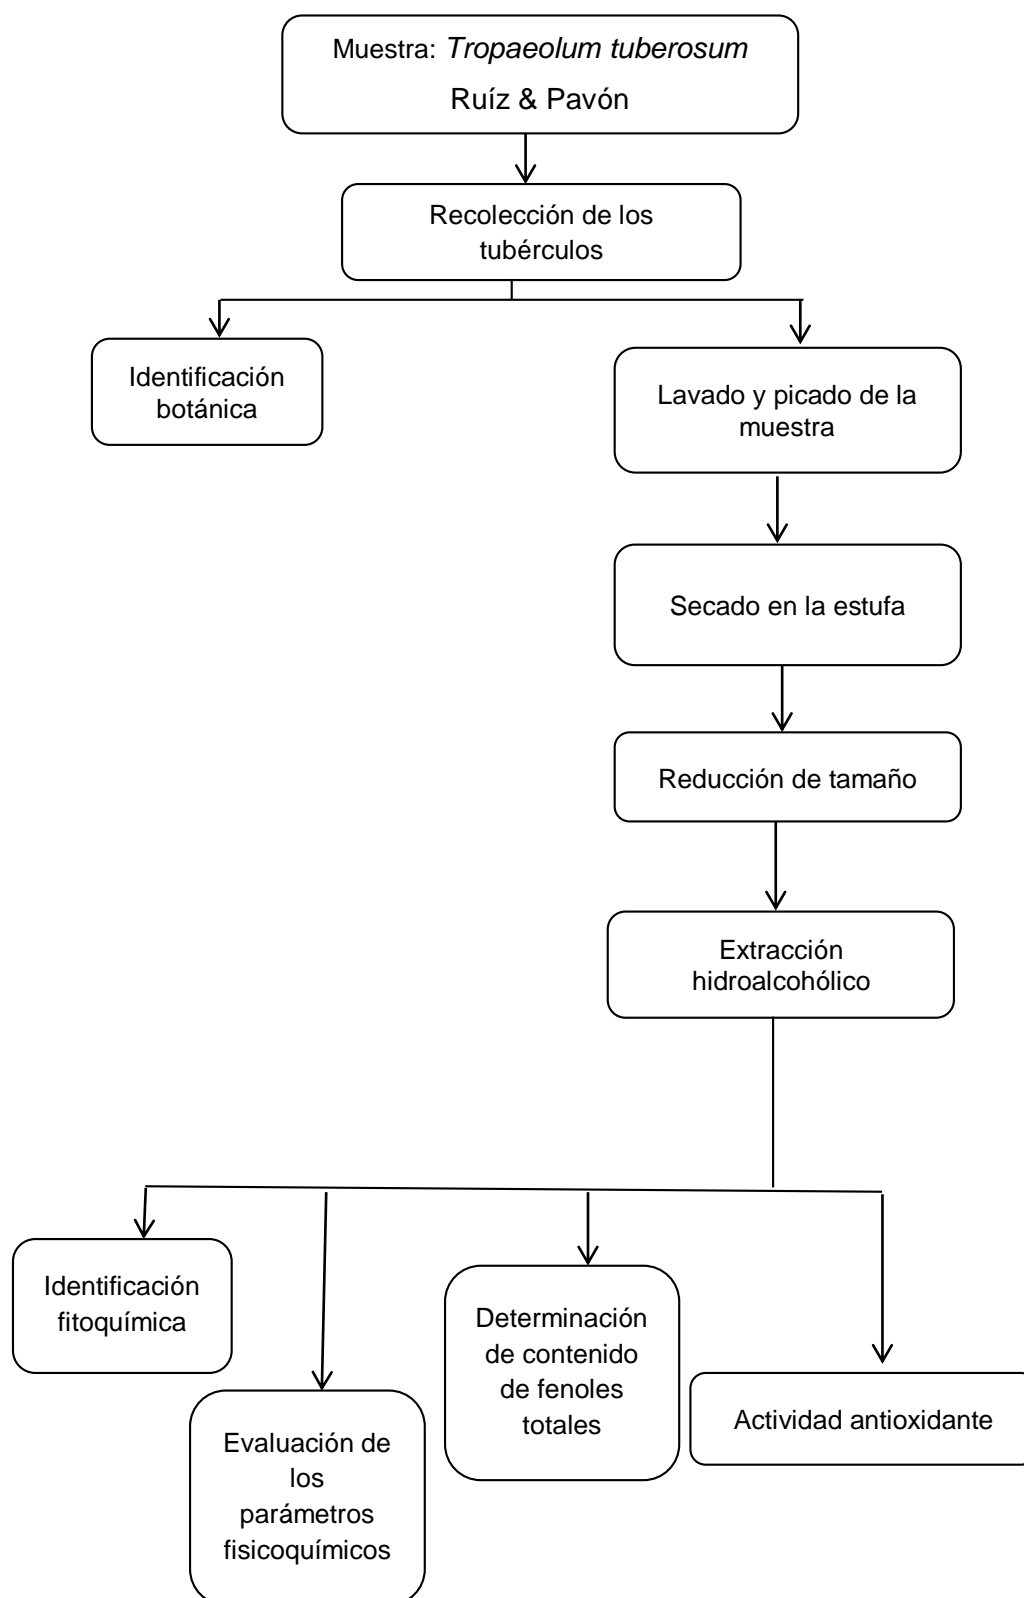 Muestra: Tropaeolum tuberosum
Ruíz & Pavón
Recolección de los
tubérculos
Identificación
botánica
Lavado y picado de la
muestra
Secado en la estufa
Reducción de tamaño
Extracción
hidroalcohólico
Identificación
fitoquímica
Evaluación de
los
parámetros
fisicoquímicos
Determinación
de contenido
de fenoles
totales
Actividad antioxidante